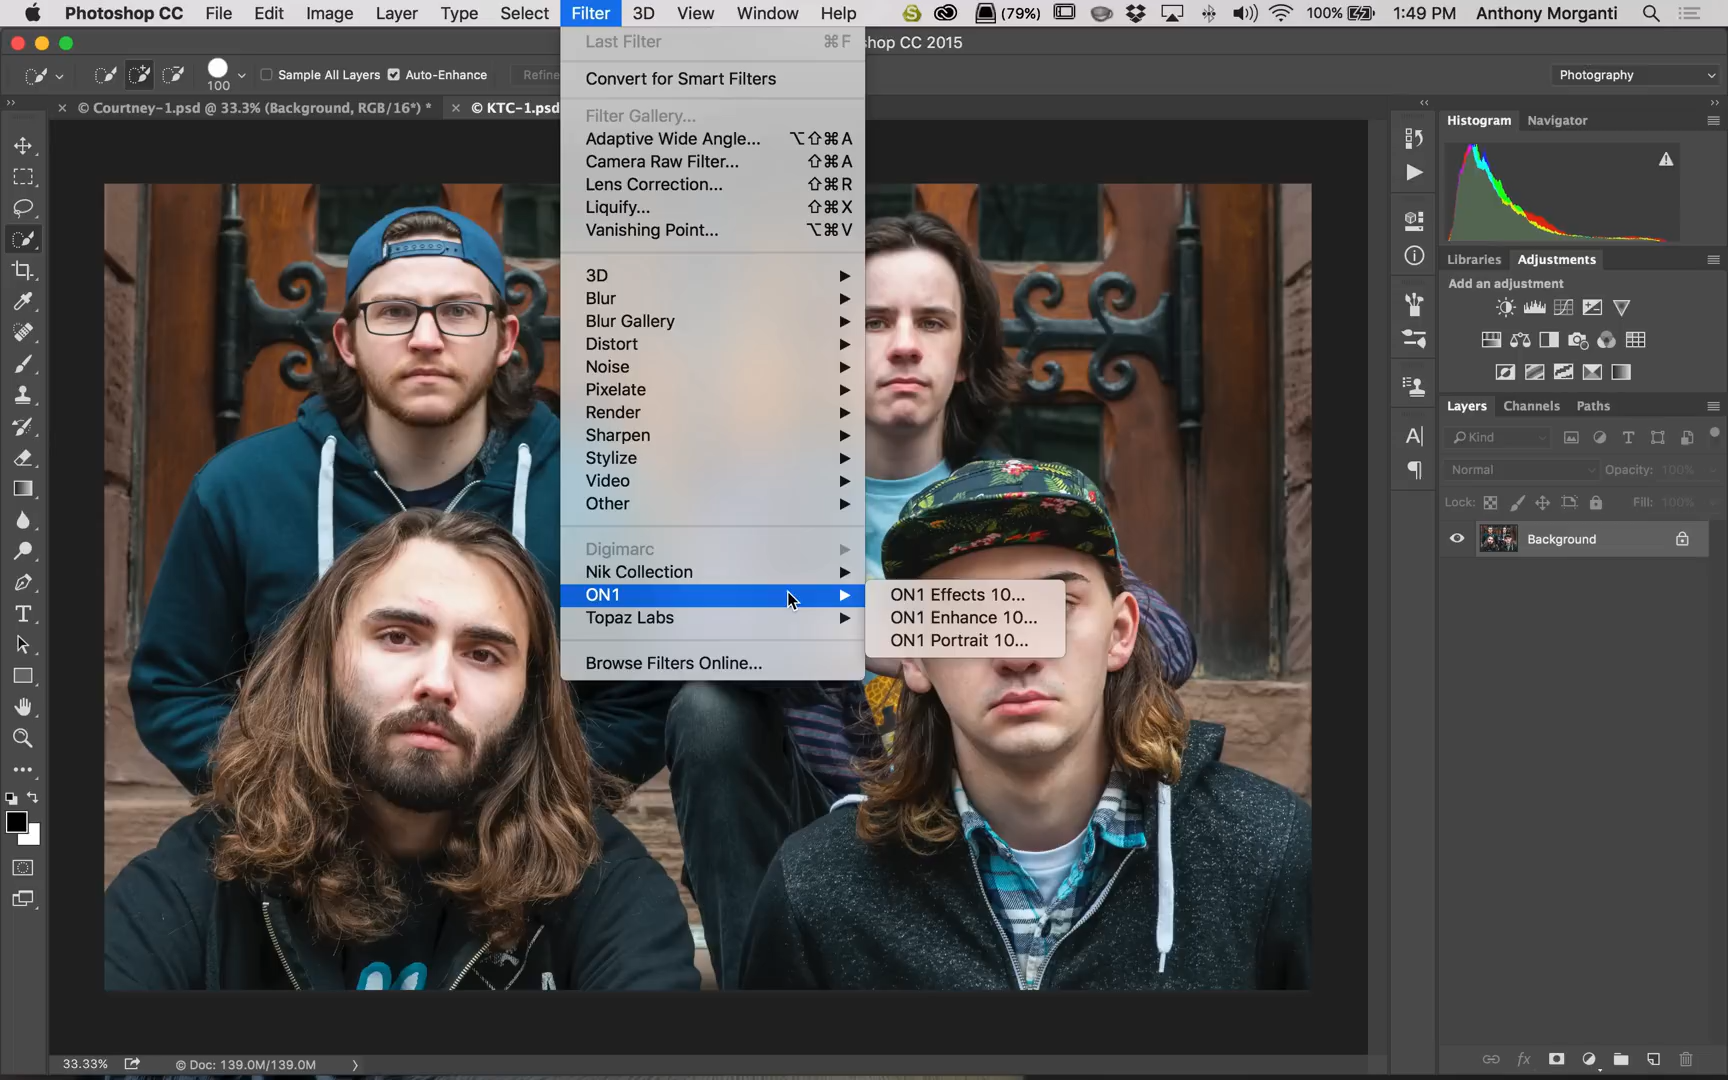 Photoshop CC File Edit Image Layer Type Select Filter 3D View Window Help (79%) 100% 1:49 PM Anthony Morganti
shop CC 2015
100 Sample All Layers Auto-Enhance Refine Photography
© Courtney-1.psd @ 33.3% (Background, RGB/16*) * © KTC-1.psd
Last Filter ⌘F
Convert for Smart Filters
Filter Gallery...
Adaptive Wide Angle... ⌥⇧⌘A
Camera Raw Filter... ⇧⌘A
Lens Correction... ⇧⌘R
Liquify... ⇧⌘X
Vanishing Point... ⌥⌘V
3D
Blur
Blur Gallery
Distort
Noise
Pixelate
Render
Sharpen
Stylize
Video
Other
Digimarc
Nik Collection
ON1
Topaz Labs
Browse Filters Online...
ON1 Effects 10...
ON1 Enhance 10...
ON1 Portrait 10...
Histogram Navigator
Libraries Adjustments
Add an adjustment
Layers Channels Paths
Kind
Normal Opacity: 100%
Lock: Fill: 100%
Background
33.33% © Doc: 139.0M/139.0M